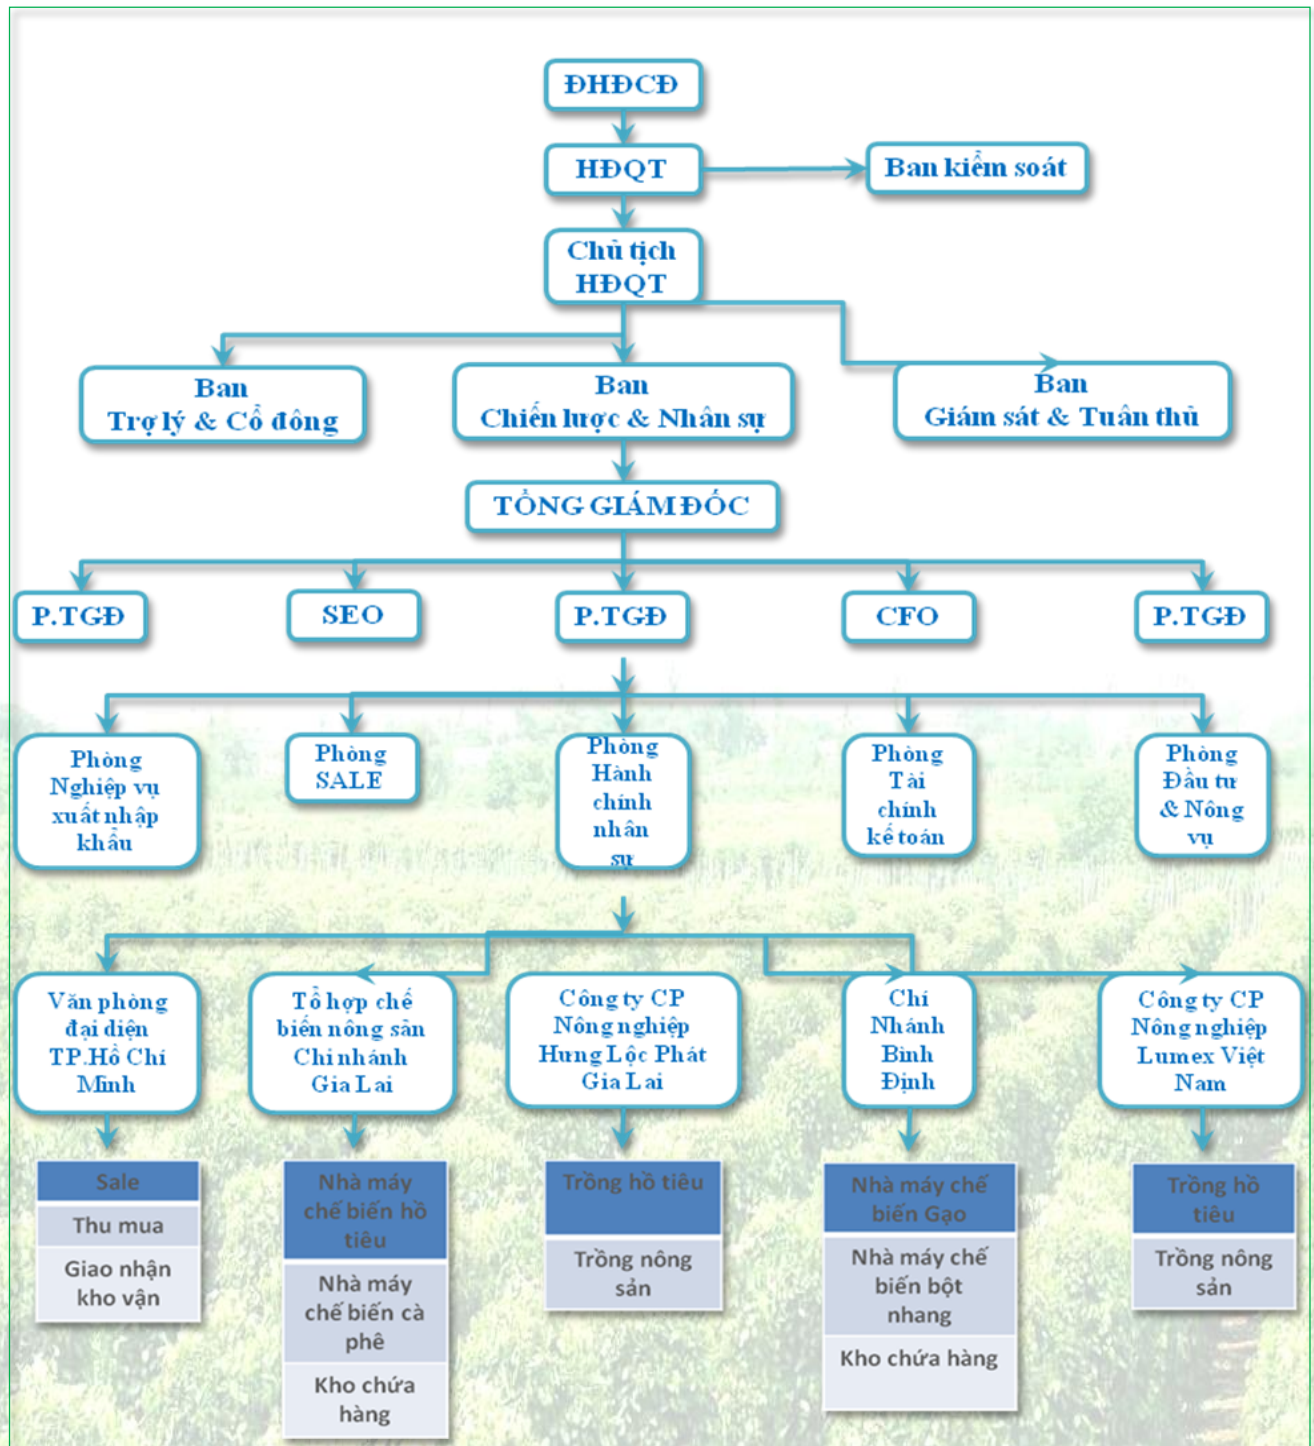 ĐHĐCĐ
HĐQT
Ban kiểm soát
Chủ tịch
HĐQT
Ban
Trợ lý & Cổ đông
Ban
Chiến lược & Nhân sự
Ban
Giám sát & Tuân thủ
TỔNG GIÁM ĐỐC
P.TGĐ
SEO
P.TGĐ
CFO
P.TGĐ
Phòng
Nghiệp vụ
xuất nhập
khẩu
Phòng
SALE
Phòng
Hành
chính
nhân
sự
Phòng
Tài
chính
kế toán
Phòng
Đầu tư
& Nông
vụ
Văn phòng
đại diện
TP.Hồ Chí
Minh
Tổ hợp chế
biến nông sản
Chi nhánh
Gia Lai
Công ty CP
Nông nghiệp
Hưng Lộc Phát
Gia Lai
Chi
Nhánh
Bình
Định
Công ty CP
Nông nghiệp
Lumex Việt
Nam
Sale
Thu mua
Giao nhận
kho vận
Nhà máy
chế biến hồ
tiêu
Nhà máy
chế biến cà
phê
Kho chứa
hàng
Trồng hồ tiêu
Trồng nông
sản
Nhà máy chế
biến Gạo
Nhà máy chế
biến bột
nhang
Kho chứa hàng
Trồng hồ
tiêu
Trồng nông
sản